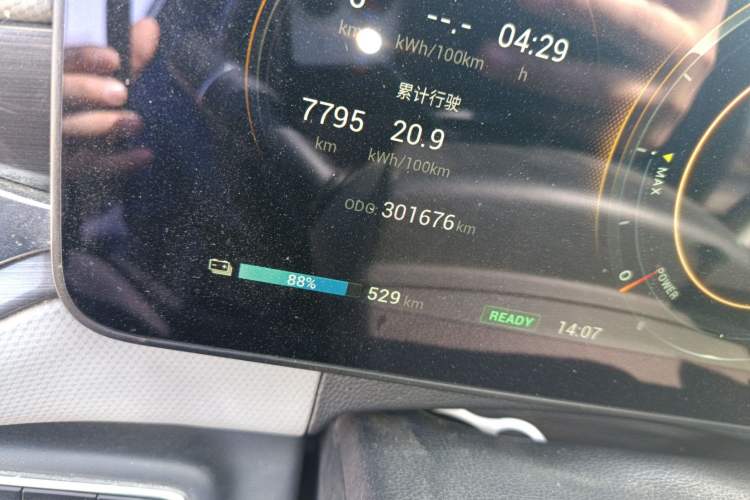 --.- 04:29
km kWh/100km h
累计行驶
7795 20.9
km kWh/100km
ODO: 301676 km
88% 529 km
READY 14:07
MAX
0
POWER